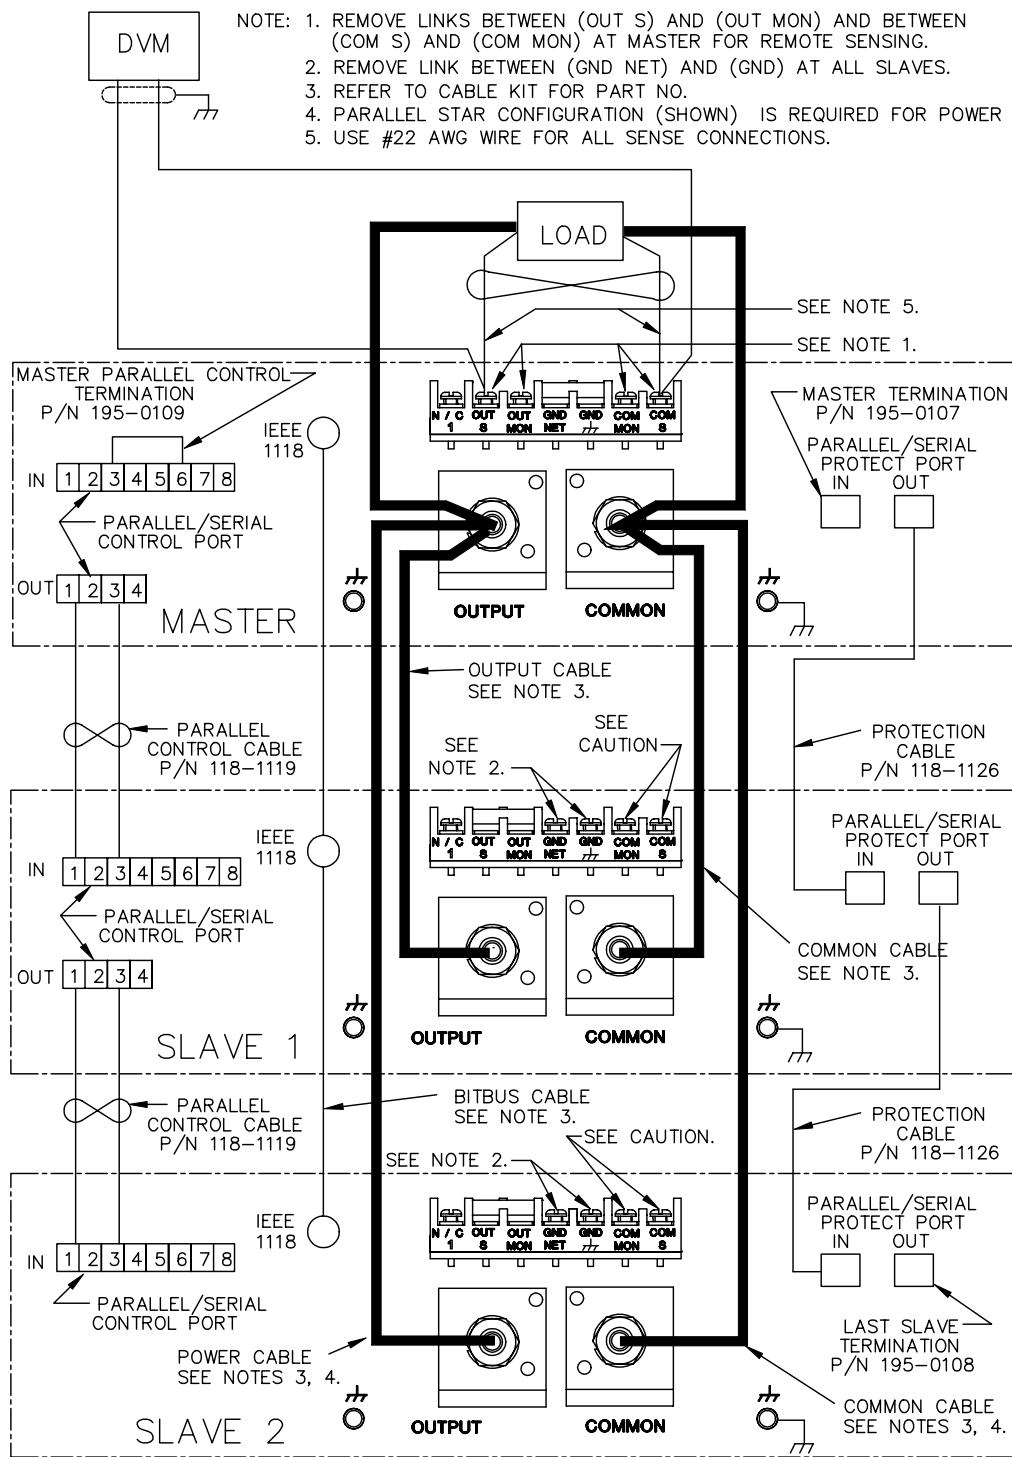 DVM
NOTE: 1. REMOVE LINKS BETWEEN (OUT S) AND (OUT MON) AND BETWEEN
(COM S) AND (COM MON) AT MASTER FOR REMOTE SENSING.
2. REMOVE LINK BETWEEN (GND NET) AND (GND) AT ALL SLAVES.
3. REFER TO CABLE KIT FOR PART NO.
4. PARALLEL STAR CONFIGURATION (SHOWN) IS REQUIRED FOR POWER
5. USE #22 AWG WIRE FOR ALL SENSE CONNECTIONS.
LOAD
SEE NOTE 5.
SEE NOTE 1.
MASTER PARALLEL CONTROL
TERMINATION
P/N 195-0109
IEEE
1118
N / C OUT OUT GND GND COM COM
1 S MON NET MON S
MASTER TERMINATION
P/N 195-0107
PARALLEL/SERIAL
PROTECT PORT
IN OUT
IN 1 2 3 4 5 6 7 8
PARALLEL/SERIAL
CONTROL PORT
OUT 1 2 3 4
MASTER
OUTPUT COMMON
OUTPUT CABLE
SEE NOTE 3.
PARALLEL
CONTROL CABLE
P/N 118-1119
SEE
NOTE 2.
SEE
CAUTION
PROTECTION
CABLE
P/N 118-1126
IEEE
1118
N / C OUT OUT GND GND COM COM
1 S MON NET MON S
PARALLEL/SERIAL
PROTECT PORT
IN OUT
IN 1 2 3 4 5 6 7 8
PARALLEL/SERIAL
CONTROL PORT
OUT 1 2 3 4
COMMON CABLE
SEE NOTE 3.
SLAVE 1
OUTPUT COMMON
PARALLEL
CONTROL CABLE
P/N 118-1119
BITBUS CABLE
SEE NOTE 3.
SEE NOTE 2.
SEE CAUTION.
PROTECTION
CABLE
P/N 118-1126
IEEE
1118
N / C OUT OUT GND GND COM COM
1 S MON NET MON S
PARALLEL/SERIAL
PROTECT PORT
IN OUT
IN 1 2 3 4 5 6 7 8
PARALLEL/SERIAL
CONTROL PORT
POWER CABLE
SEE NOTES 3, 4.
LAST SLAVE
TERMINATION
P/N 195-0108
COMMON CABLE
SEE NOTES 3, 4.
SLAVE 2
OUTPUT COMMON